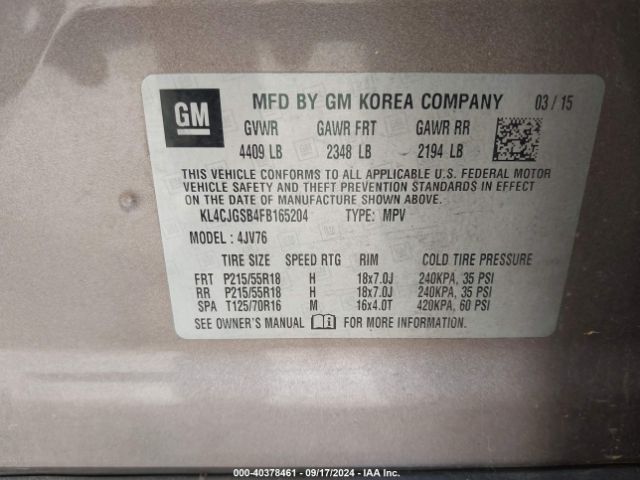 GM MFD BY GM KOREA COMPANY 03/15
GVWR GAWR FRT GAWR RR
4409 LB 2348 LB 2194 LB
THIS VEHICLE CONFORMS TO ALL APPLICABLE U.S. FEDERAL MOTOR
VEHICLE SAFETY AND THEFT PREVENTION STANDARDS IN EFFECT
ON THE DATE OF MANUFACTURE SHOWN ABOVE.
KL4CJGSB4FB165204 TYPE: MPV
MODEL: 4JV76
TIRE SIZE SPEED RTG RIM COLD TIRE PRESSURE
FRT P215/55R18 H 18x7.0J 240KPA, 35 PSI
RR P215/55R18 H 18x7.0J 240KPA, 35 PSI
SPA T125/70R16 M 16x4.0T 420KPA, 60 PSI
SEE OWNER'S MANUAL FOR MORE INFORMATION
000-40378461 - 09/17/2024 - IAA Inc.